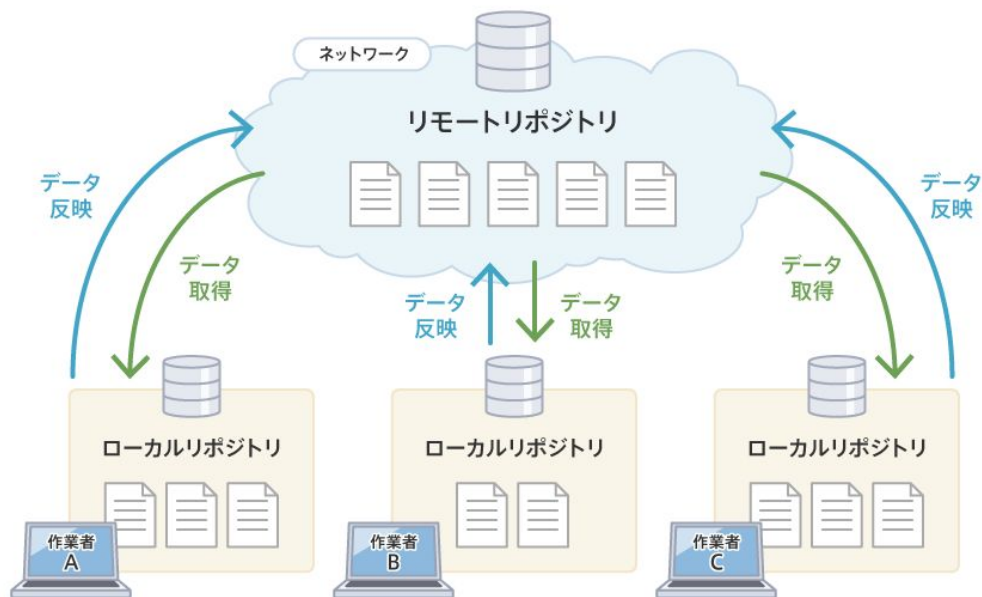 ネットワーク
リモートリポジトリ
データ
反映
データ
取得
データ
反映
データ
取得
データ
取得
データ
反映
ローカルリポジトリ
ローカルリポジトリ
ローカルリポジトリ
作業者
A
作業者
B
作業者
C